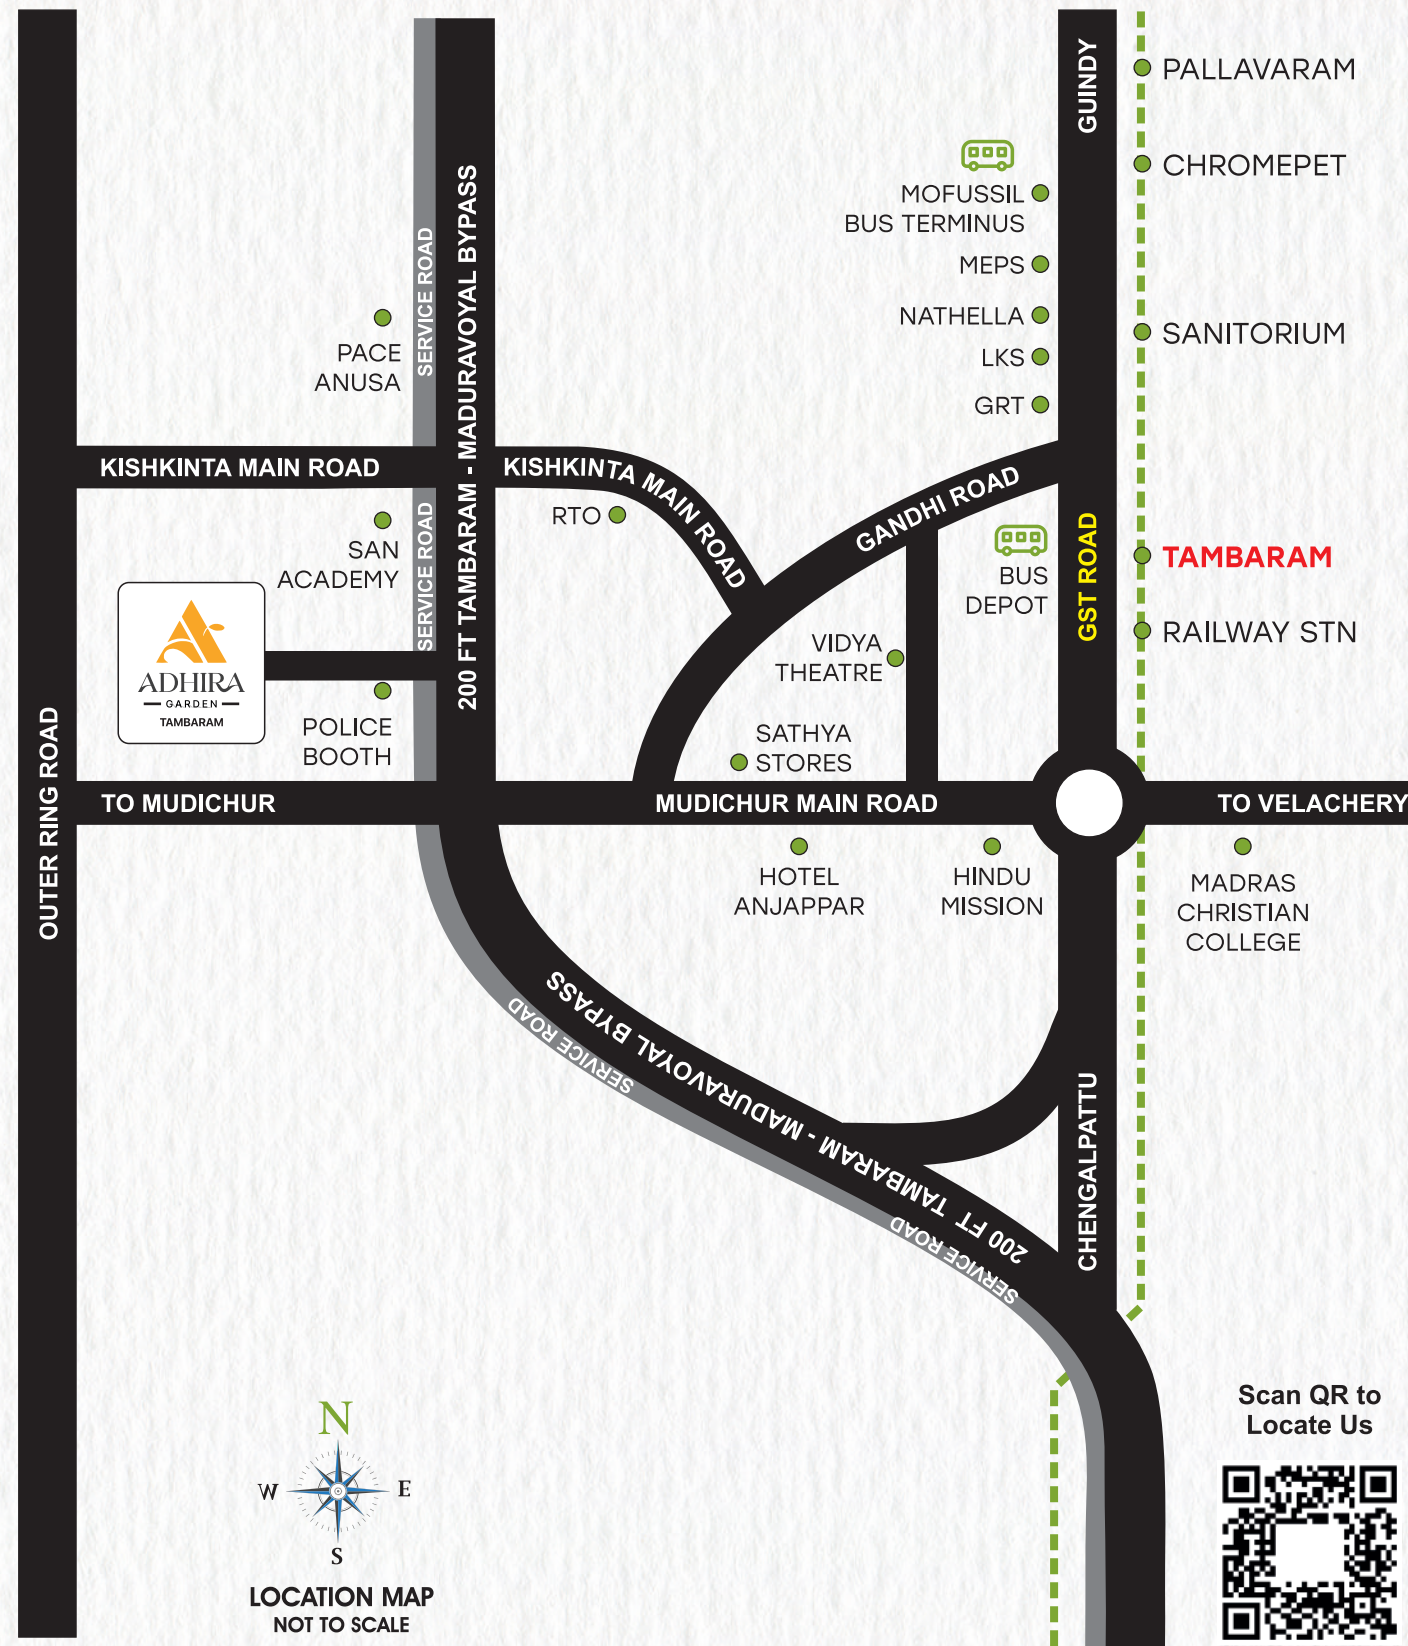 GUINDY
PALLAVARAM
CHROMEPET
MOFUSSIL
BUS TERMINUS
MEPS
NATHELLA
LKS
GRT
SANITORIUM
SERVICE ROAD
200 FT TAMBARAM - MADURAVOYAL BYPASS
PACE
ANUSA
KISHKINTA MAIN ROAD
KISHKINTA MAIN ROAD
GANDHI ROAD
RTO
SAN
ACADEMY
SERVICE ROAD
BUS
DEPOT
GST ROAD
TAMBARAM
RAILWAY STN
ADHIRA
GARDEN
TAMBARAM
VIDYA
THEATRE
POLICE
BOOTH
SATHYA
STORES
OUTER RING ROAD
TO MUDICHUR
MUDICHUR MAIN ROAD
TO VELACHERY
HOTEL
ANJAPPAR
HINDU
MISSION
MADRAS
CHRISTIAN
COLLEGE
200 FT TAMBARAM - MADURAVOYAL BYPASS
SERVICE ROAD
SERVICE ROAD
CHENGALPATTU
N
W
E
S
LOCATION MAP
NOT TO SCALE
Scan QR to
Locate Us